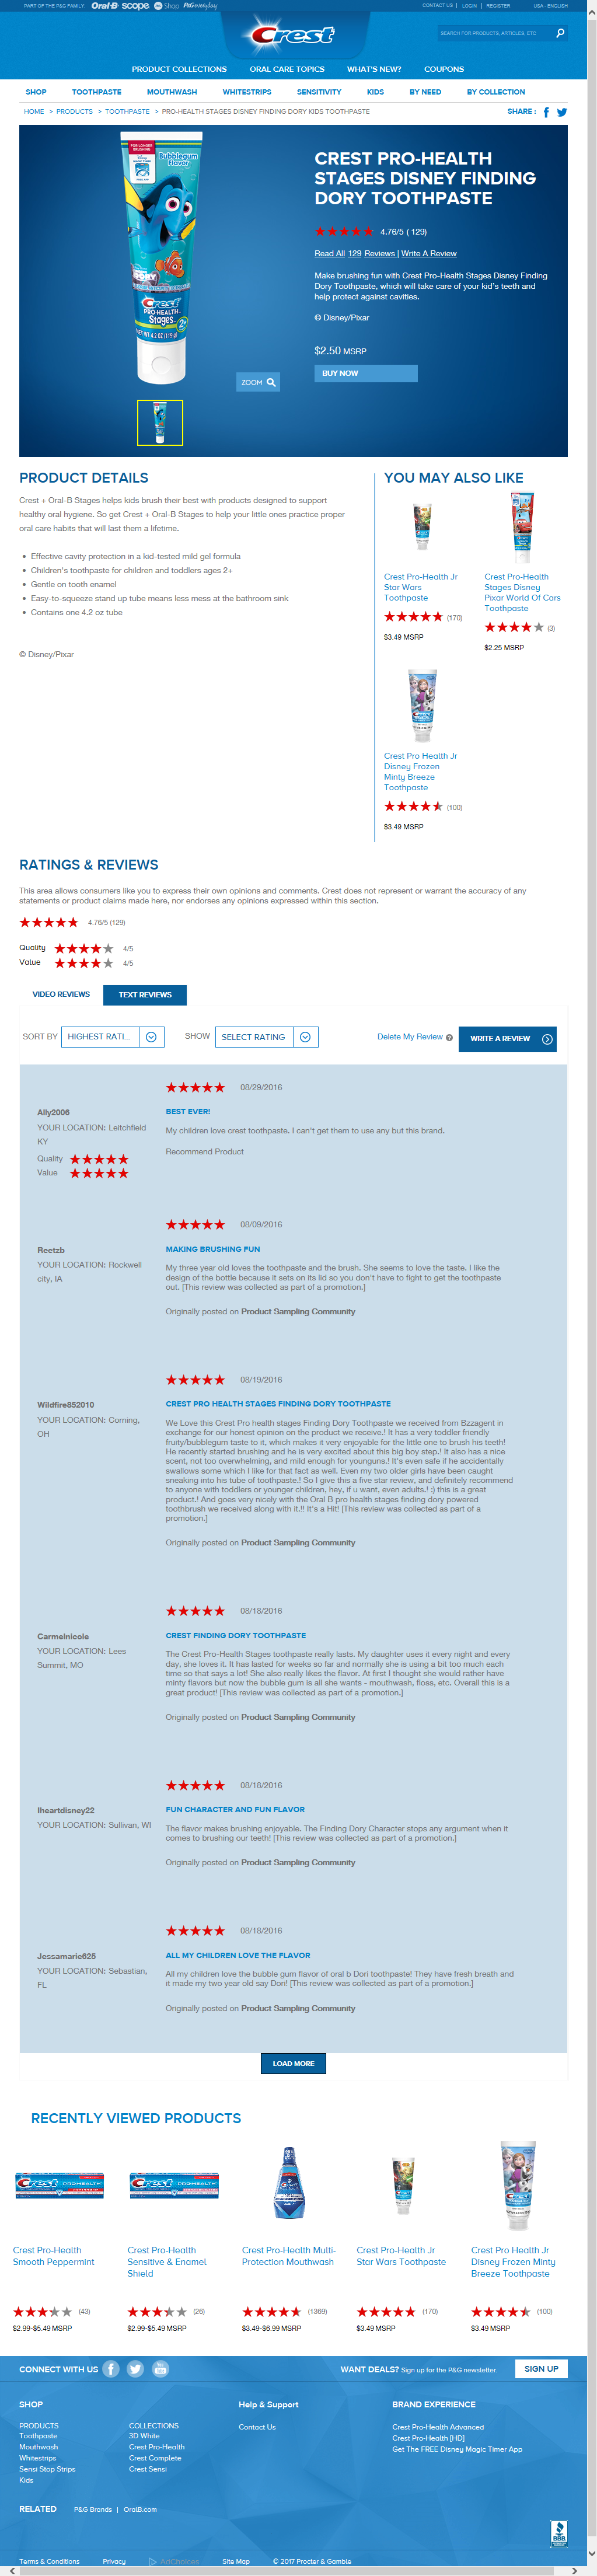 PART OF THE P&G FAMILY: Oral-B scope Shop P&G everyday
CONTACT US | LOGIN | REGISTER USA - ENGLISH
Crest
SEARCH FOR PRODUCTS, ARTICLES, ETC
PRODUCT COLLECTIONS ORAL CARE TOPICS WHAT'S NEW? COUPONS
SHOP TOOTHPASTE MOUTHWASH WHITESTRIPS SENSITIVITY KIDS BY NEED BY COLLECTION
HOME > PRODUCTS > TOOTHPASTE > PRO-HEALTH STAGES DISNEY FINDING DORY KIDS TOOTHPASTE
SHARE :
FOR LONGER BRUSHING
Bubblegum Flavor
DORY
Crest
PRO-HEALTH
Stages
2+
NET WT 4.2 OZ (119 g)
ZOOM
CREST PRO-HEALTH
STAGES DISNEY FINDING
DORY TOOTHPASTE
4.76/5 ( 129)
Read All 129 Reviews | Write A Review
Make brushing fun with Crest Pro-Health Stages Disney Finding
Dory Toothpaste, which will take care of your kid's teeth and
help protect against cavities.
© Disney/Pixar
$2.50 MSRP
BUY NOW
PRODUCT DETAILS
Crest + Oral-B Stages helps kids brush their best with products designed to support
healthy oral hygiene. So get Crest + Oral-B Stages to help your little ones practice proper
oral care habits that will last them a lifetime.
• Effective cavity protection in a kid-tested mild gel formula
• Children's toothpaste for children and toddlers ages 2+
• Gentle on tooth enamel
• Easy-to-squeeze stand up tube means less mess at the bathroom sink
• Contains one 4.2 oz tube
© Disney/Pixar
YOU MAY ALSO LIKE
Crest Pro-Health Jr
Star Wars
Toothpaste
(170)
$3.49 MSRP
Crest Pro-Health
Stages Disney
Pixar World Of Cars
Toothpaste
(3)
$2.25 MSRP
Crest Pro Health Jr
Disney Frozen
Minty Breeze
Toothpaste
(100)
$3.49 MSRP
RATINGS & REVIEWS
This area allows consumers like you to express their own opinions and comments. Crest does not represent or warrant the accuracy of any
statements or product claims made here, nor endorses any opinions expressed within this section.
4.76/5 (129)
Quality 4/5
Value 4/5
VIDEO REVIEWS TEXT REVIEWS
SORT BY HIGHEST RATI... SHOW SELECT RATING Delete My Review ? WRITE A REVIEW
08/29/2016
Ally2006
YOUR LOCATION: Leitchfield
KY
Quality
Value
BEST EVER!
My children love crest toothpaste. I can't get them to use any but this brand.
Recommend Product
08/09/2016
Reetzb
YOUR LOCATION: Rockwell
city, IA
MAKING BRUSHING FUN
My three year old loves the toothpaste and the brush. She seems to love the taste. I like the
design of the bottle because it sets on its lid so you don't have to fight to get the toothpaste
out. [This review was collected as part of a promotion.]
Originally posted on Product Sampling Community
08/19/2016
Wildfire852010
YOUR LOCATION: Corning,
OH
CREST PRO HEALTH STAGES FINDING DORY TOOTHPASTE
We Love this Crest Pro health stages Finding Dory Toothpaste we received from Bzzagent in
exchange for our honest opinion on the product we receive.! It has a very toddler friendly
fruity/bubblegum taste to it, which makes it very enjoyable for the little one to brush his teeth!
He recently started brushing and he is very excited about this big boy step.! It also has a nice
scent, not too overwhelming, and mild enough for younguns.! It's even safe if he accidentally
swallows some which I like for that fact as well. Even my two older girls have been caught
sneaking into his tube of toothpaste.! So I give this a five star review, and definitely recommend
to anyone with toddlers or younger children, hey, if u want, even adults.! :) this is a great
product.! And goes very nicely with the Oral B pro health stages finding dory powered
toothbrush we received along with it.!! It's a Hit! [This review was collected as part of a
promotion.]
Originally posted on Product Sampling Community
08/18/2016
Carmelnicole
YOUR LOCATION: Lees
Summit, MO
CREST FINDING DORY TOOTHPASTE
The Crest Pro-Health Stages toothpaste really lasts. My daughter uses it every night and every
day, she loves it. It has lasted for weeks so far and normally she is using a bit too much each
time so that says a lot! She also really likes the flavor. At first I thought she would rather have
minty flavors but now the bubble gum is all she wants - mouthwash, floss, etc. Overall this is a
great product! [This review was collected as part of a promotion.]
Originally posted on Product Sampling Community
08/18/2016
Iheartdisney22
YOUR LOCATION: Sullivan, WI
FUN CHARACTER AND FUN FLAVOR
The flavor makes brushing enjoyable. The Finding Dory Character stops any argument when it
comes to brushing our teeth! [This review was collected as part of a promotion.]
Originally posted on Product Sampling Community
08/18/2016
Jessamarie625
YOUR LOCATION: Sebastian,
FL
ALL MY CHILDREN LOVE THE FLAVOR
All my children love the bubble gum flavor of oral b Dori toothpaste! They have fresh breath and
it made my two year old say Dori! [This review was collected as part of a promotion.]
Originally posted on Product Sampling Community
LOAD MORE
RECENTLY VIEWED PRODUCTS
Crest Pro-Health
Smooth Peppermint
(43)
$2.99-$5.49 MSRP
Crest Pro-Health
Sensitive & Enamel
Shield
(26)
$2.99-$5.49 MSRP
Crest Pro-Health Multi-
Protection Mouthwash
(1369)
$3.49-$6.99 MSRP
Crest Pro-Health Jr
Star Wars Toothpaste
(170)
$3.49 MSRP
Crest Pro Health Jr
Disney Frozen Minty
Breeze Toothpaste
(100)
$3.49 MSRP
CONNECT WITH US
WANT DEALS? Sign up for the P&G newsletter. SIGN UP
SHOP
PRODUCTS
Toothpaste
Mouthwash
Whitestrips
Sensi Stop Strips
Kids
COLLECTIONS
3D White
Crest Pro-Health
Crest Complete
Crest Sensi
Help & Support
Contact Us
BRAND EXPERIENCE
Crest Pro-Health Advanced
Crest Pro-Health [HD]
Get The FREE Disney Magic Timer App
RELATED P&G Brands | OralB.com
BBB
Terms & Conditions Privacy AdChoices Site Map © 2017 Procter & Gamble